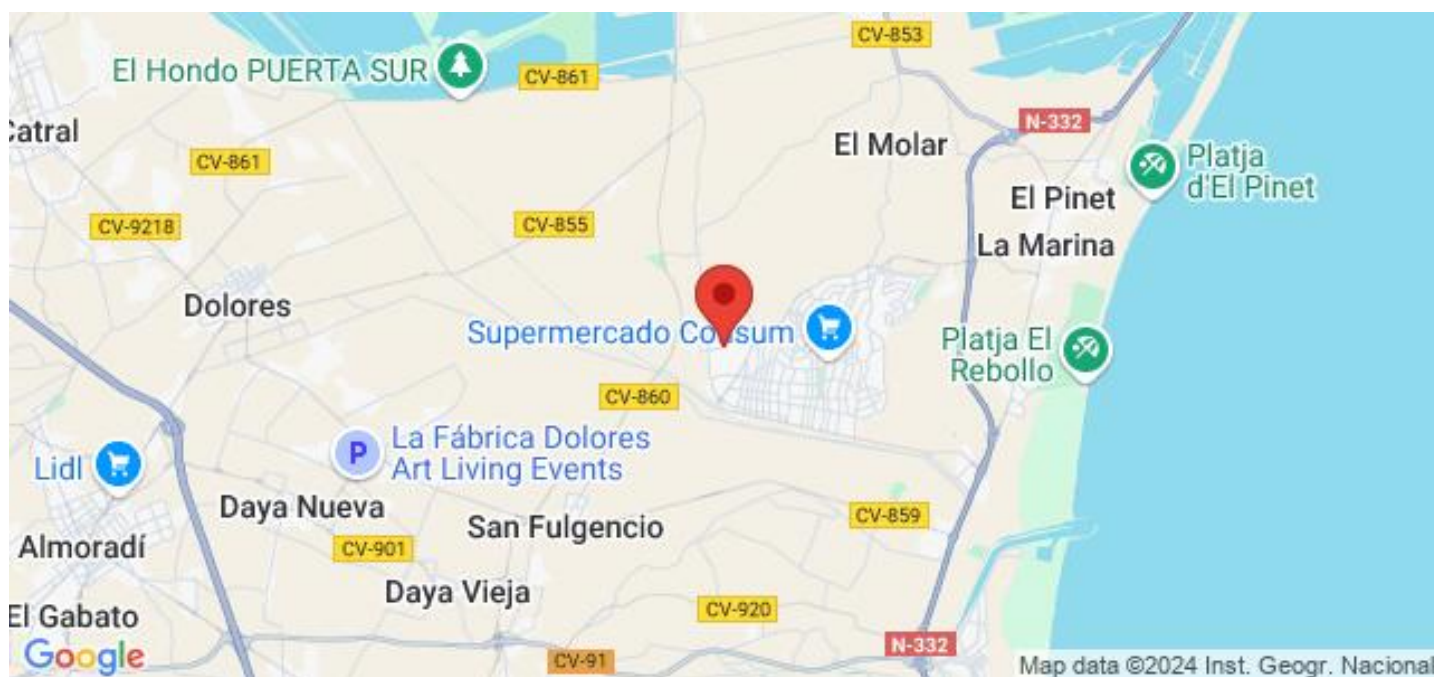 CV-853
El Hondo PUERTA SUR
CV-861
N-332
Catral
El Molar
CV-861
Platja
d'El Pinet
El Pinet
CV-9218
CV-855
La Marina
Dolores
Supermercado Consum
Platja El
Rebollo
CV-860
La Fábrica Dolores
Art Living Events
P
Lidl
Daya Nueva
San Fulgencio
CV-859
Almoradí
CV-901
Daya Vieja
CV-920
El Gabato
N-332
Google
CV-91
Map data ©2024 Inst. Geogr. Nacional